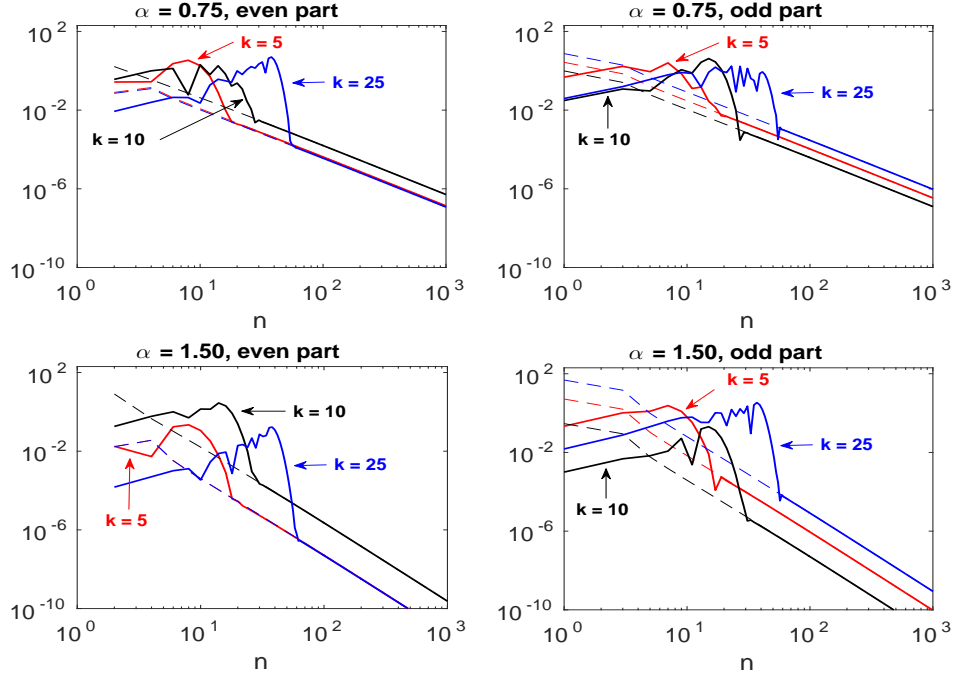 α = 0.75, even part
10^2
10^-2
10^-6
10^-10
k = 5
k = 25
k = 10
10^0
10^1
10^2
10^3
n
α = 0.75, odd part
10^2
10^-2
10^-6
10^-10
k = 5
k = 25
k = 10
10^0
10^1
10^2
10^3
n
α = 1.50, even part
10^2
10^-2
10^-6
10^-10
k = 10
k = 25
k = 5
10^0
10^1
10^2
10^3
n
α = 1.50, odd part
10^2
10^-2
10^-6
10^-10
k = 5
k = 25
k = 10
10^0
10^1
10^2
10^3
n